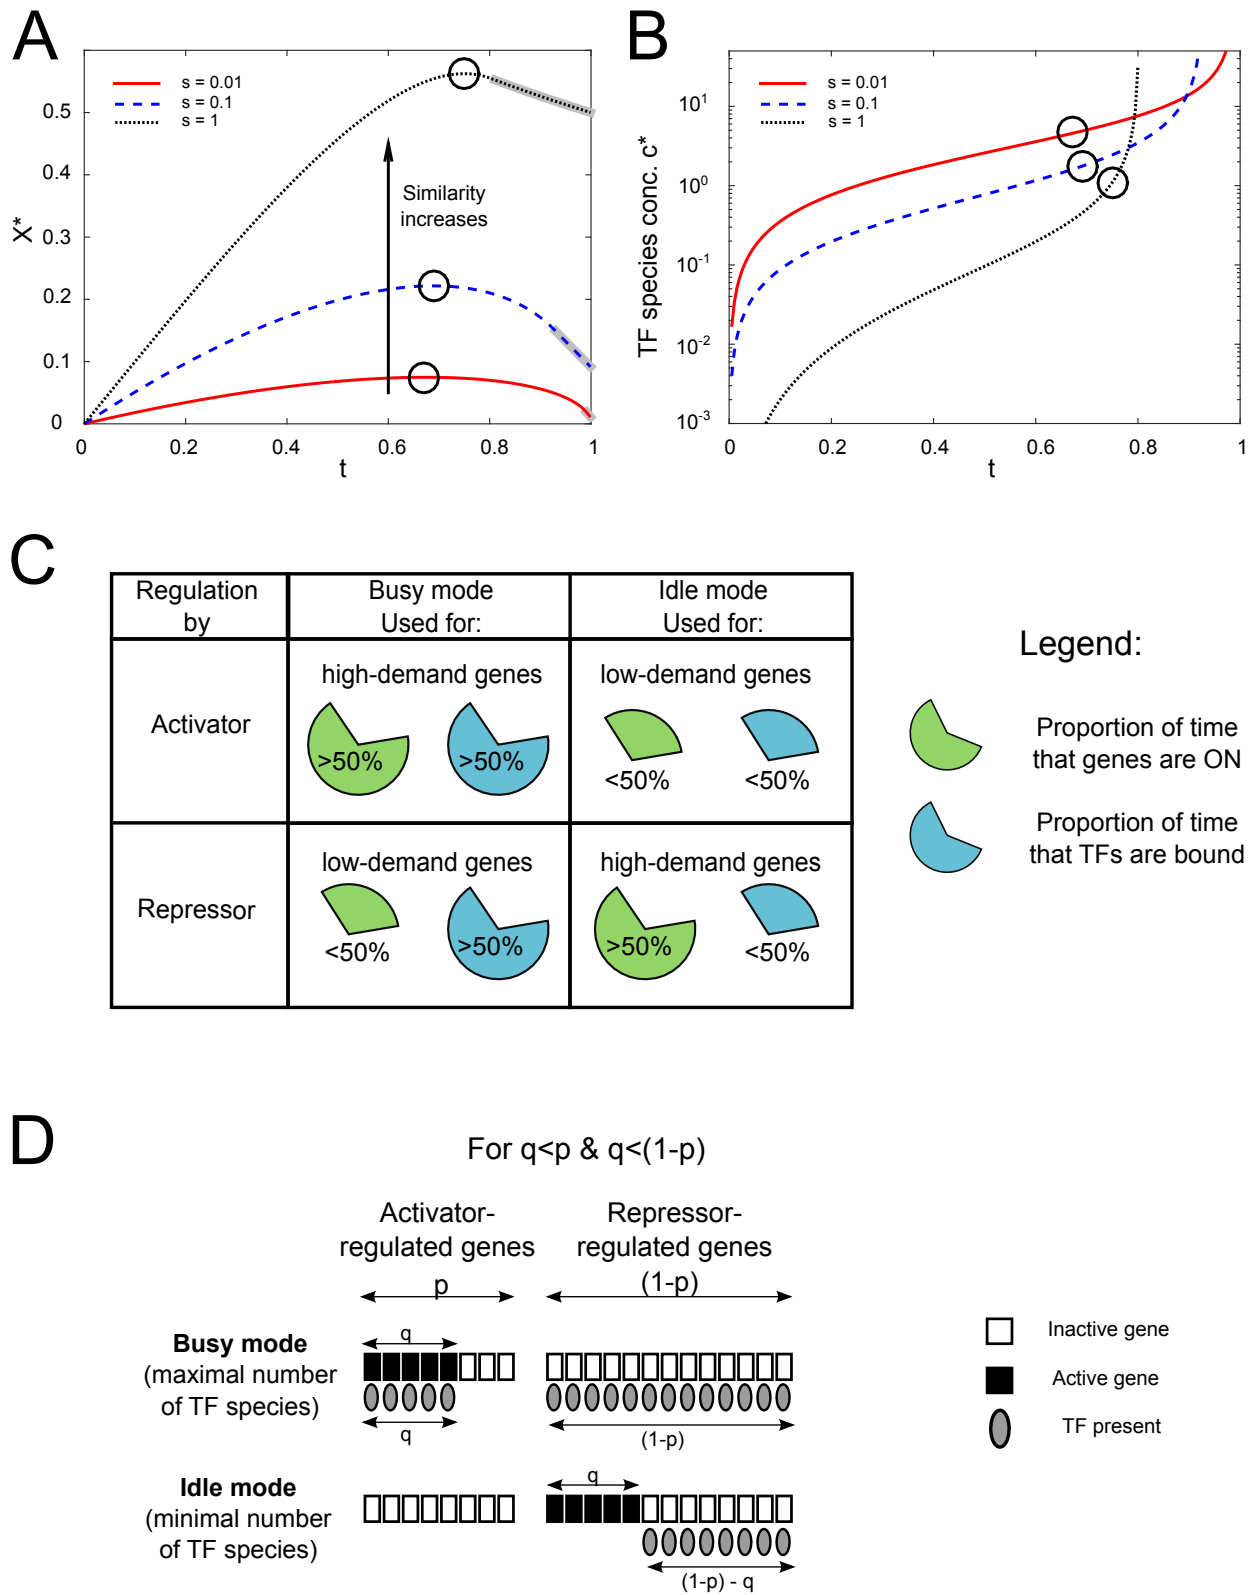 A
X*
0.5
0.4
0.3
0.2
0.1
0
0
0.2
0.4
0.6
0.8
1
t
s = 0.01
s = 0.1
s = 1
Similarity
increases
B
TF species conc. c*
10^1
10^0
10^-1
10^-2
10^-3
0
0.2
0.4
0.6
0.8
1
t
s = 0.01
s = 0.1
s = 1
C
Regulation
by
Busy mode
Used for:
Idle mode
Used for:
Activator
high-demand genes
>50%
>50%
low-demand genes
<50%
<50%
Repressor
low-demand genes
<50%
>50%
high-demand genes
>50%
<50%
Legend:
Proportion of time
that genes are ON
Proportion of time
that TFs are bound
D
For q<p & q<(1-p)
Activator-
regulated genes
p
Repressor-
regulated genes
(1-p)
Busy mode
(maximal number
of TF species)
q
q
(1-p)
Idle mode
(minimal number
of TF species)
q
(1-p) - q
Inactive gene
Active gene
TF present